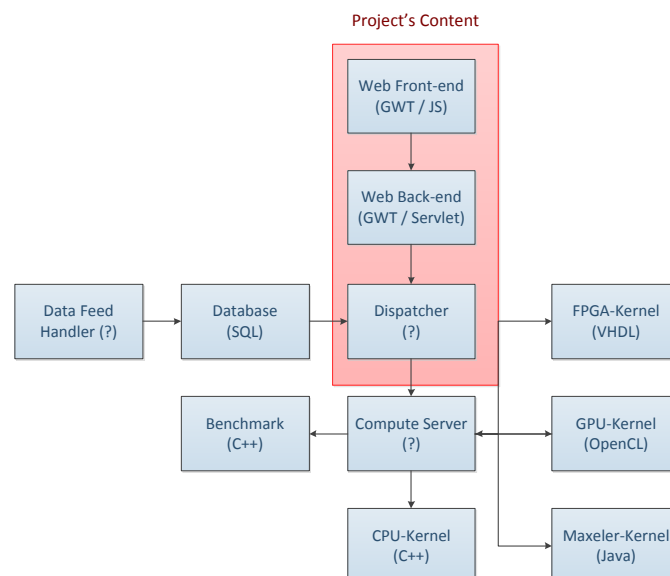 Project's Content
Web Front-end
(GWT / JS)
Web Back-end
(GWT / Servlet)
Data Feed
Handler (?)
Database
(SQL)
Dispatcher
(?)
FPGA-Kernel
(VHDL)
Benchmark
(C++)
Compute Server
(?)
GPU-Kernel
(OpenCL)
CPU-Kernel
(C++)
Maxeler-Kernel
(Java)